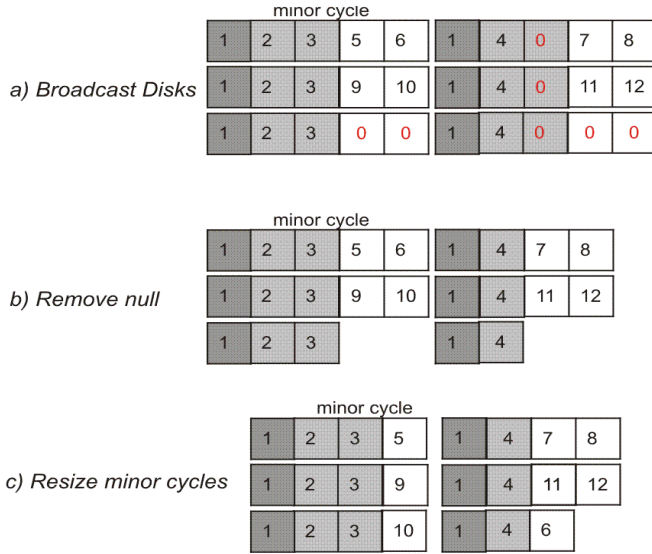 minor cycle
1 2 3 5 6 1 4 0 7 8
a) Broadcast Disks 1 2 3 9 10 1 4 0 11 12
1 2 3 0 0 1 4 0 0 0
minor cycle
1 2 3 5 6 1 4 7 8
b) Remove null 1 2 3 9 10 1 4 11 12
1 2 3 1 4
minor cycle
1 2 3 5 1 4 7 8
c) Resize minor cycles 1 2 3 9 1 4 11 12
1 2 3 10 1 4 6